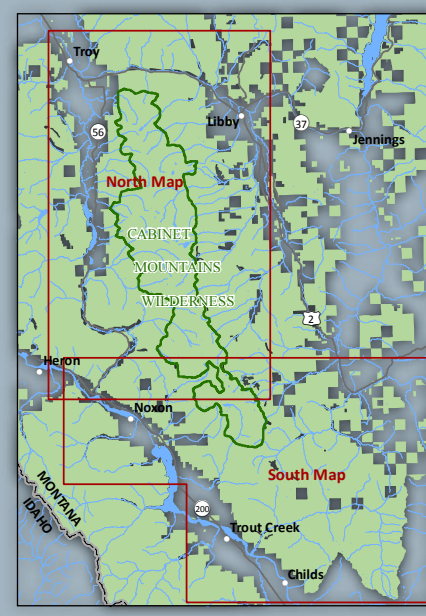 Troy
56
Libby
37
Jennings
North Map
CABINET
MOUNTAINS
WILDERNESS
2
Heron
Noxon
South Map
MONTANA
IDAHO
200
Trout Creek
Childs